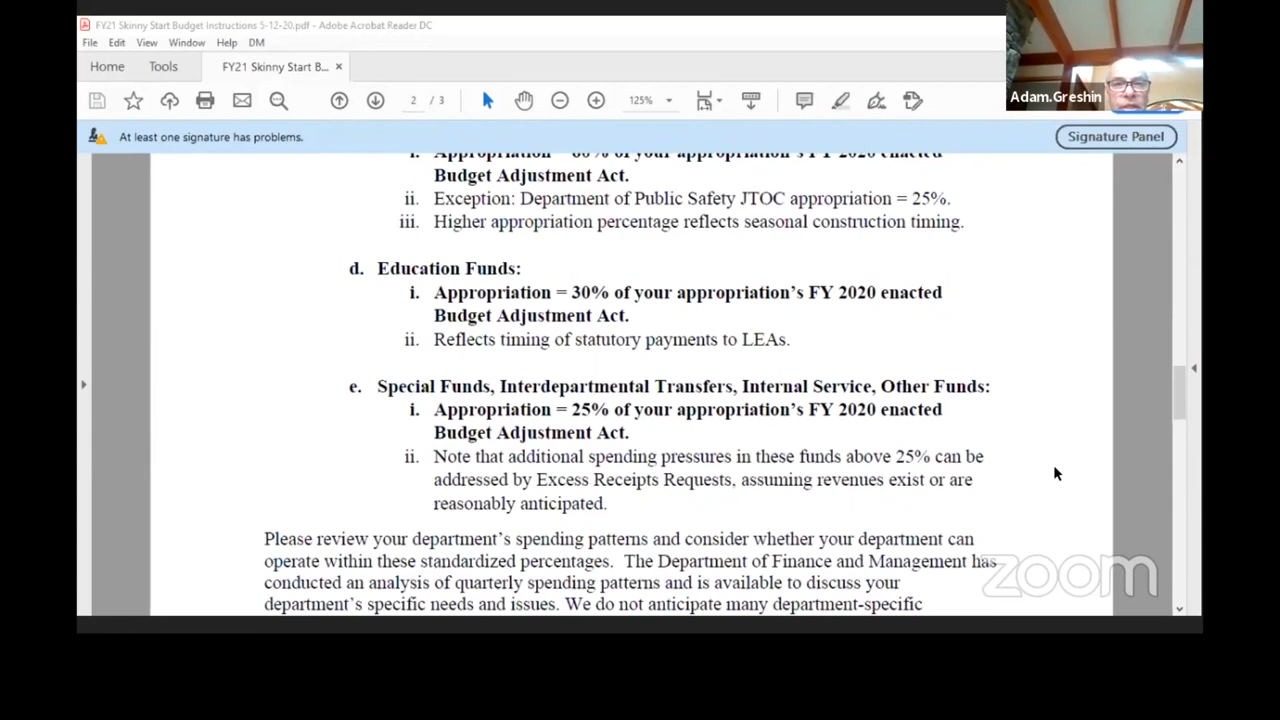 FY21 Skinny Start Budget Instructions 5-12-20.pdf - Adobe Acrobat Reader DC
File Edit View Window Help DM
Home Tools FY21 Skinny Start B... ×
2 / 3 125%
Adam.Greshin
At least one signature has problems. Signature Panel
i. Appropriation = 60% of your appropriation's FY 2020 enacted
Budget Adjustment Act.
ii. Exception: Department of Public Safety JTOC appropriation = 25%.
iii. Higher appropriation percentage reflects seasonal construction timing.
d. Education Funds:
i. Appropriation = 30% of your appropriation's FY 2020 enacted
Budget Adjustment Act.
ii. Reflects timing of statutory payments to LEAs.
e. Special Funds, Interdepartmental Transfers, Internal Service, Other Funds:
i. Appropriation = 25% of your appropriation's FY 2020 enacted
Budget Adjustment Act.
ii. Note that additional spending pressures in these funds above 25% can be
addressed by Excess Receipts Requests, assuming revenues exist or are
reasonably anticipated.
Please review your department's spending patterns and consider whether your department can
operate within these standardized percentages. The Department of Finance and Management has
conducted an analysis of quarterly spending patterns and is available to discuss your
department's specific needs and issues. We do not anticipate many department-specific
zoom